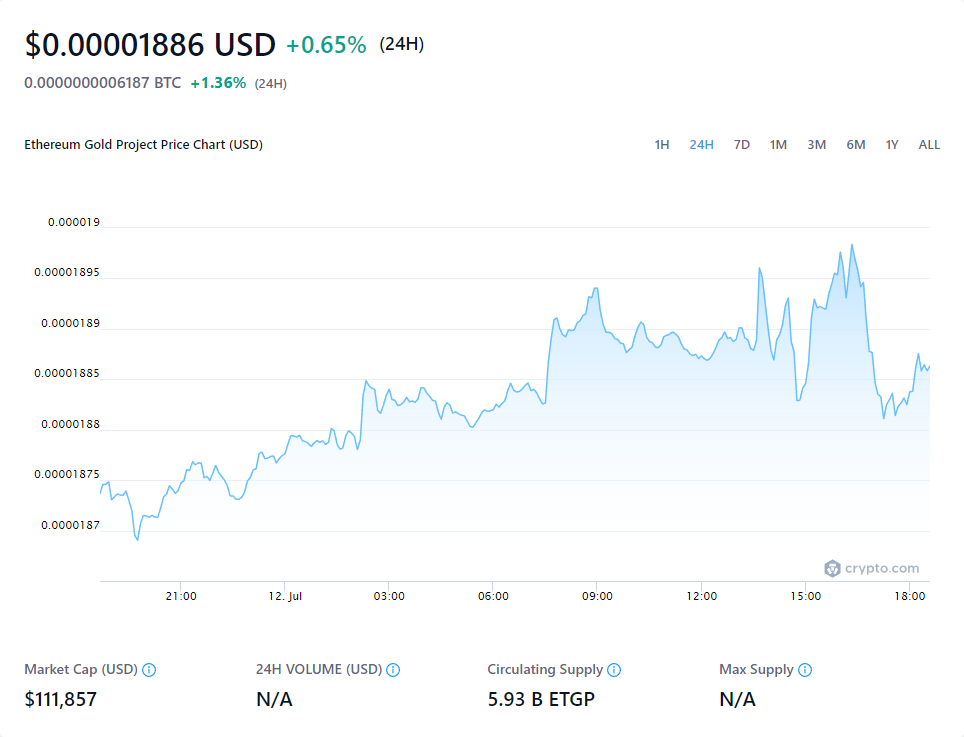 $0.00001886 USD +0.65% (24H)
0.0000000006187 BTC +1.36% (24H)
Ethereum Gold Project Price Chart (USD) 1H 24H 7D 1M 3M 6M 1Y ALL
0.000019
0.00001895
0.0000189
0.00001885
0.0000188
0.00001875
0.0000187
crypto.com
21:00 12. Jul 03:00 06:00 09:00 12:00 15:00 18:00
Market Cap (USD) 24H VOLUME (USD) Circulating Supply Max Supply
$111,857 N/A 5.93 B ETGP N/A